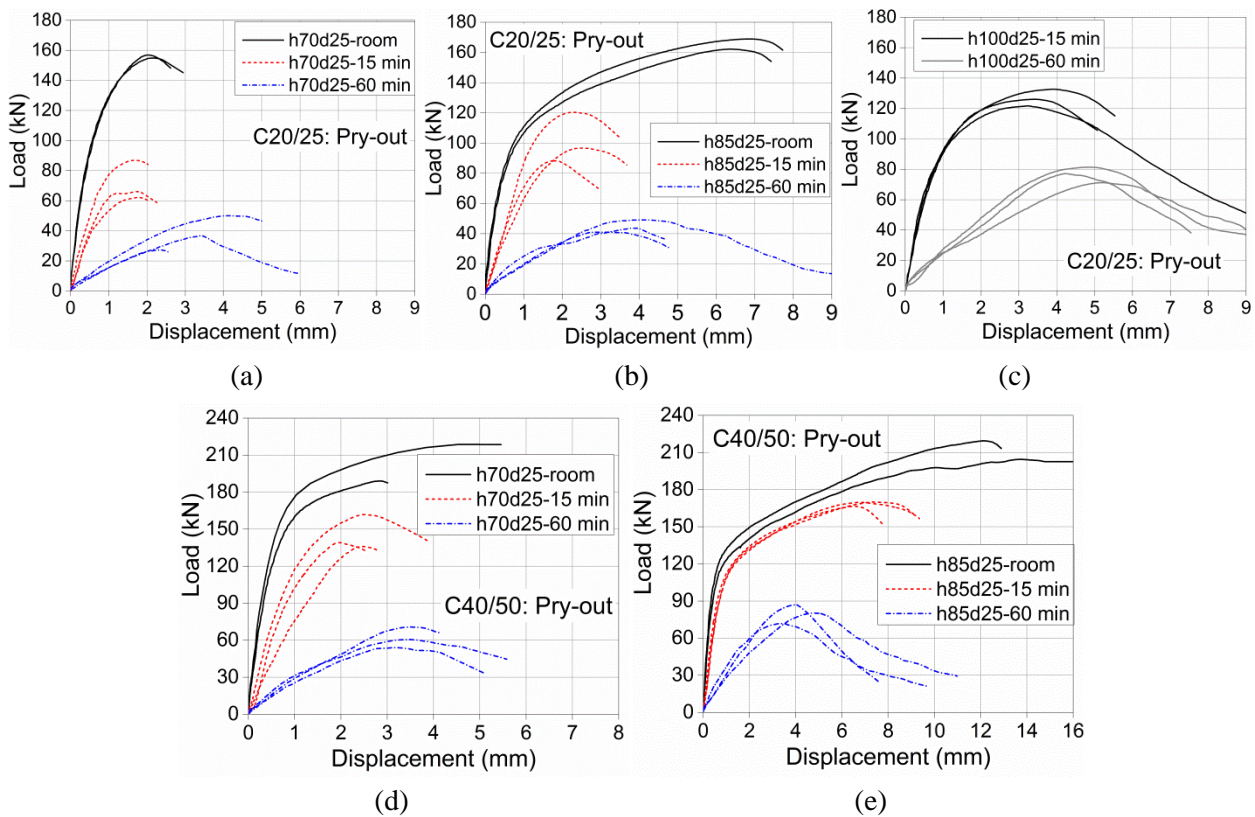 180
160
140
120
100
80
60
40
20
0
Load (kN)
h70d25-room
h70d25-15 min
h70d25-60 min
C20/25: Pry-out
0 1 2 3 4 5 6 7 8 9
Displacement (mm)
(a)
180
160
140
120
100
80
60
40
20
0
Load (kN)
C20/25: Pry-out
h85d25-room
h85d25-15 min
h85d25-60 min
0 1 2 3 4 5 6 7 8 9
Displacement (mm)
(b)
180
160
140
120
100
80
60
40
20
0
Load (kN)
h100d25-15 min
h100d25-60 min
C20/25: Pry-out
0 1 2 3 4 5 6 7 8 9
Displacement (mm)
(c)
240
210
180
150
120
90
60
30
0
Load (kN)
h70d25-room
h70d25-15 min
h70d25-60 min
C40/50: Pry-out
0 1 2 3 4 5 6 7 8
Displacement (mm)
(d)
240
210
180
150
120
90
60
30
0
Load (kN)
C40/50: Pry-out
h85d25-room
h85d25-15 min
h85d25-60 min
0 2 4 6 8 10 12 14 16
Displacement (mm)
(e)